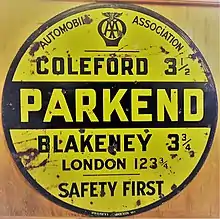 AUTOMOBILE AA ASSOCIATION
COLEFORD 3½
PARKEND
BLAKENEY 3¾
LONDON 123¾
SAFETY FIRST